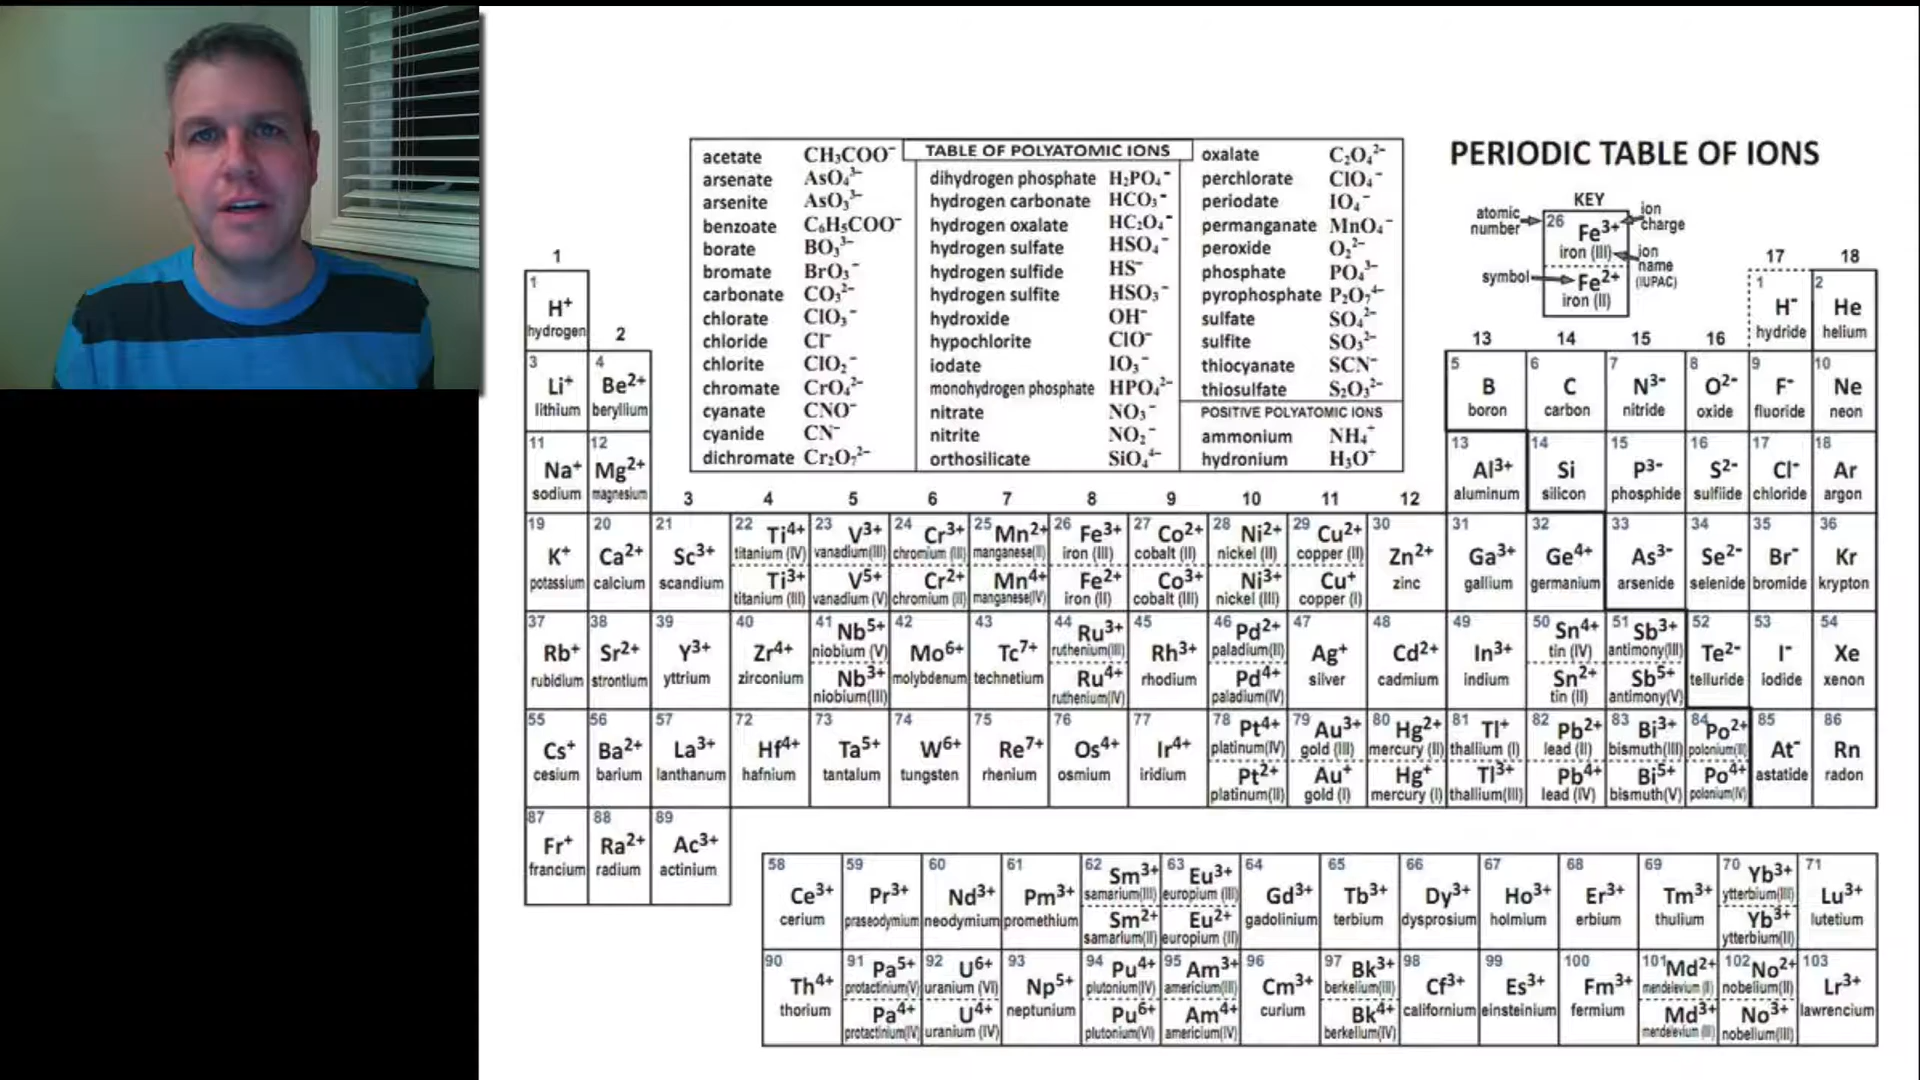 PERIODIC TABLE OF IONS
TABLE OF POLYATOMIC IONS
acetate CH₃COO⁻
arsenate AsO₄³⁻
arsenite AsO₃³⁻
benzoate C₆H₅COO⁻
borate BO₃³⁻
bromate BrO₃⁻
carbonate CO₃²⁻
chlorate ClO₃⁻
chloride Cl⁻
chlorite ClO₂⁻
chromate CrO₄²⁻
cyanate CNO⁻
cyanide CN⁻
dichromate Cr₂O₇²⁻
dihydrogen phosphate H₂PO₄⁻
hydrogen carbonate HCO₃⁻
hydrogen oxalate HC₂O₄⁻
hydrogen sulfate HSO₄⁻
hydrogen sulfide HS⁻
hydrogen sulfite HSO₃⁻
hydroxide OH⁻
hypochlorite ClO⁻
iodate IO₃⁻
monohydrogen phosphate HPO₄²⁻
nitrate NO₃⁻
nitrite NO₂⁻
orthosilicate SiO₄⁴⁻
oxalate C₂O₄²⁻
perchlorate ClO₄⁻
periodate IO₄⁻
permanganate MnO₄⁻
peroxide O₂²⁻
phosphate PO₄³⁻
pyrophosphate P₂O₇⁴⁻
sulfate SO₄²⁻
sulfite SO₃²⁻
thiocyanate SCN⁻
thiosulfate S₂O₃²⁻
POSITIVE POLYATOMIC IONS
ammonium NH₄⁺
hydronium H₃O⁺
KEY
atomic number
26 Fe³⁺ iron (III)
Fe²⁺ iron (II)
ion charge
ion name (IUPAC)
symbol
1 2 3 4 5 6 7 8 9 10 11 12 13 14 15 16 17 18
1 H⁺ hydrogen
1 H⁻ hydride
2 He helium
3 Li⁺ lithium
4 Be²⁺ beryllium
5 B boron
6 C carbon
7 N³⁻ nitride
8 O²⁻ oxide
9 F⁻ fluoride
10 Ne neon
11 Na⁺ sodium
12 Mg²⁺ magnesium
13 Al³⁺ aluminum
14 Si silicon
15 P³⁻ phosphide
16 S²⁻ sulfiide
17 Cl⁻ chloride
18 Ar argon
19 K⁺ potassium
20 Ca²⁺ calcium
21 Sc³⁺ scandium
22 Ti⁴⁺ titanium (IV) Ti³⁺ titanium (III)
23 V³⁺ vanadium(III) V⁵⁺ vanadium (V)
24 Cr³⁺ chromium (III) Cr²⁺ chromium (II)
25 Mn²⁺ manganese(II) Mn⁴⁺ manganese(IV)
26 Fe³⁺ iron (III) Fe²⁺ iron (II)
27 Co²⁺ cobalt (II) Co³⁺ cobalt (III)
28 Ni²⁺ nickel (II) Ni³⁺ nickel (III)
29 Cu²⁺ copper (II) Cu⁺ copper (I)
30 Zn²⁺ zinc
31 Ga³⁺ gallium
32 Ge⁴⁺ germanium
33 As³⁻ arsenide
34 Se²⁻ selenide
35 Br⁻ bromide
36 Kr krypton
37 Rb⁺ rubidium
38 Sr²⁺ strontium
39 Y³⁺ yttrium
40 Zr⁴⁺ zirconium
41 Nb⁵⁺ niobium (V) Nb³⁺ niobium(III)
42 Mo⁶⁺ molybdenum
43 Tc⁷⁺ technetium
44 Ru³⁺ ruthenium(III) Ru⁴⁺ ruthenium(IV)
45 Rh³⁺ rhodium
46 Pd²⁺ paladium(II) Pd⁴⁺ paladium(IV)
47 Ag⁺ silver
48 Cd²⁺ cadmium
49 In³⁺ indium
50 Sn⁴⁺ tin (IV) Sn²⁺ tin (II)
51 Sb³⁺ antimony(III) Sb⁵⁺ antimony(V)
52 Te²⁻ telluride
53 I⁻ iodide
54 Xe xenon
55 Cs⁺ cesium
56 Ba²⁺ barium
57 La³⁺ lanthanum
72 Hf⁴⁺ hafnium
73 Ta⁵⁺ tantalum
74 W⁶⁺ tungsten
75 Re⁷⁺ rhenium
76 Os⁴⁺ osmium
77 Ir⁴⁺ iridium
78 Pt⁴⁺ platinum(IV) Pt²⁺ platinum(II)
79 Au³⁺ gold (III) Au⁺ gold (I)
80 Hg²⁺ mercury (II) Hg⁺ mercury (I)
81 Tl⁺ thallium (I) Tl³⁺ thallium(III)
82 Pb²⁺ lead (II) Pb⁴⁺ lead (IV)
83 Bi³⁺ bismuth(III) Bi⁵⁺ bismuth(V)
84 Po²⁺ polonium(II) Po⁴⁺ polonium(IV)
85 At⁻ astatide
86 Rn radon
87 Fr⁺ francium
88 Ra²⁺ radium
89 Ac³⁺ actinium
58 Ce³⁺ cerium
59 Pr³⁺ praseodymium
60 Nd³⁺ neodymium
61 Pm³⁺ promethium
62 Sm³⁺ samarium(III) Sm²⁺ samarium(II)
63 Eu³⁺ europium (III) Eu²⁺ europium (II)
64 Gd³⁺ gadolinium
65 Tb³⁺ terbium
66 Dy³⁺ dysprosium
67 Ho³⁺ holmium
68 Er³⁺ erbium
69 Tm³⁺ thulium
70 Yb³⁺ ytterbium(III) Yb³⁺ ytterbium(II)
71 Lu³⁺ lutetium
90 Th⁴⁺ thorium
91 Pa⁵⁺ protactinium(V) Pa⁴⁺ protactinium(IV)
92 U⁶⁺ uranium (VI) U⁴⁺ uranium (IV)
93 Np⁵⁺ neptunium
94 Pu⁴⁺ plutonium(IV) Pu⁶⁺ plutonium(VI)
95 Am³⁺ americium(III) Am⁴⁺ americium(IV)
96 Cm³⁺ curium
97 Bk³⁺ berkelium(III) Bk⁴⁺ berkelium(IV)
98 Cf³⁺ californium
99 Es³⁺ einsteinium
100 Fm³⁺ fermium
101 Md²⁺ mendelevium (II) Md³⁺ mendelevium (III)
102 No²⁺ nobelium(II) No³⁺ nobelium(III)
103 Lr³⁺ lawrencium